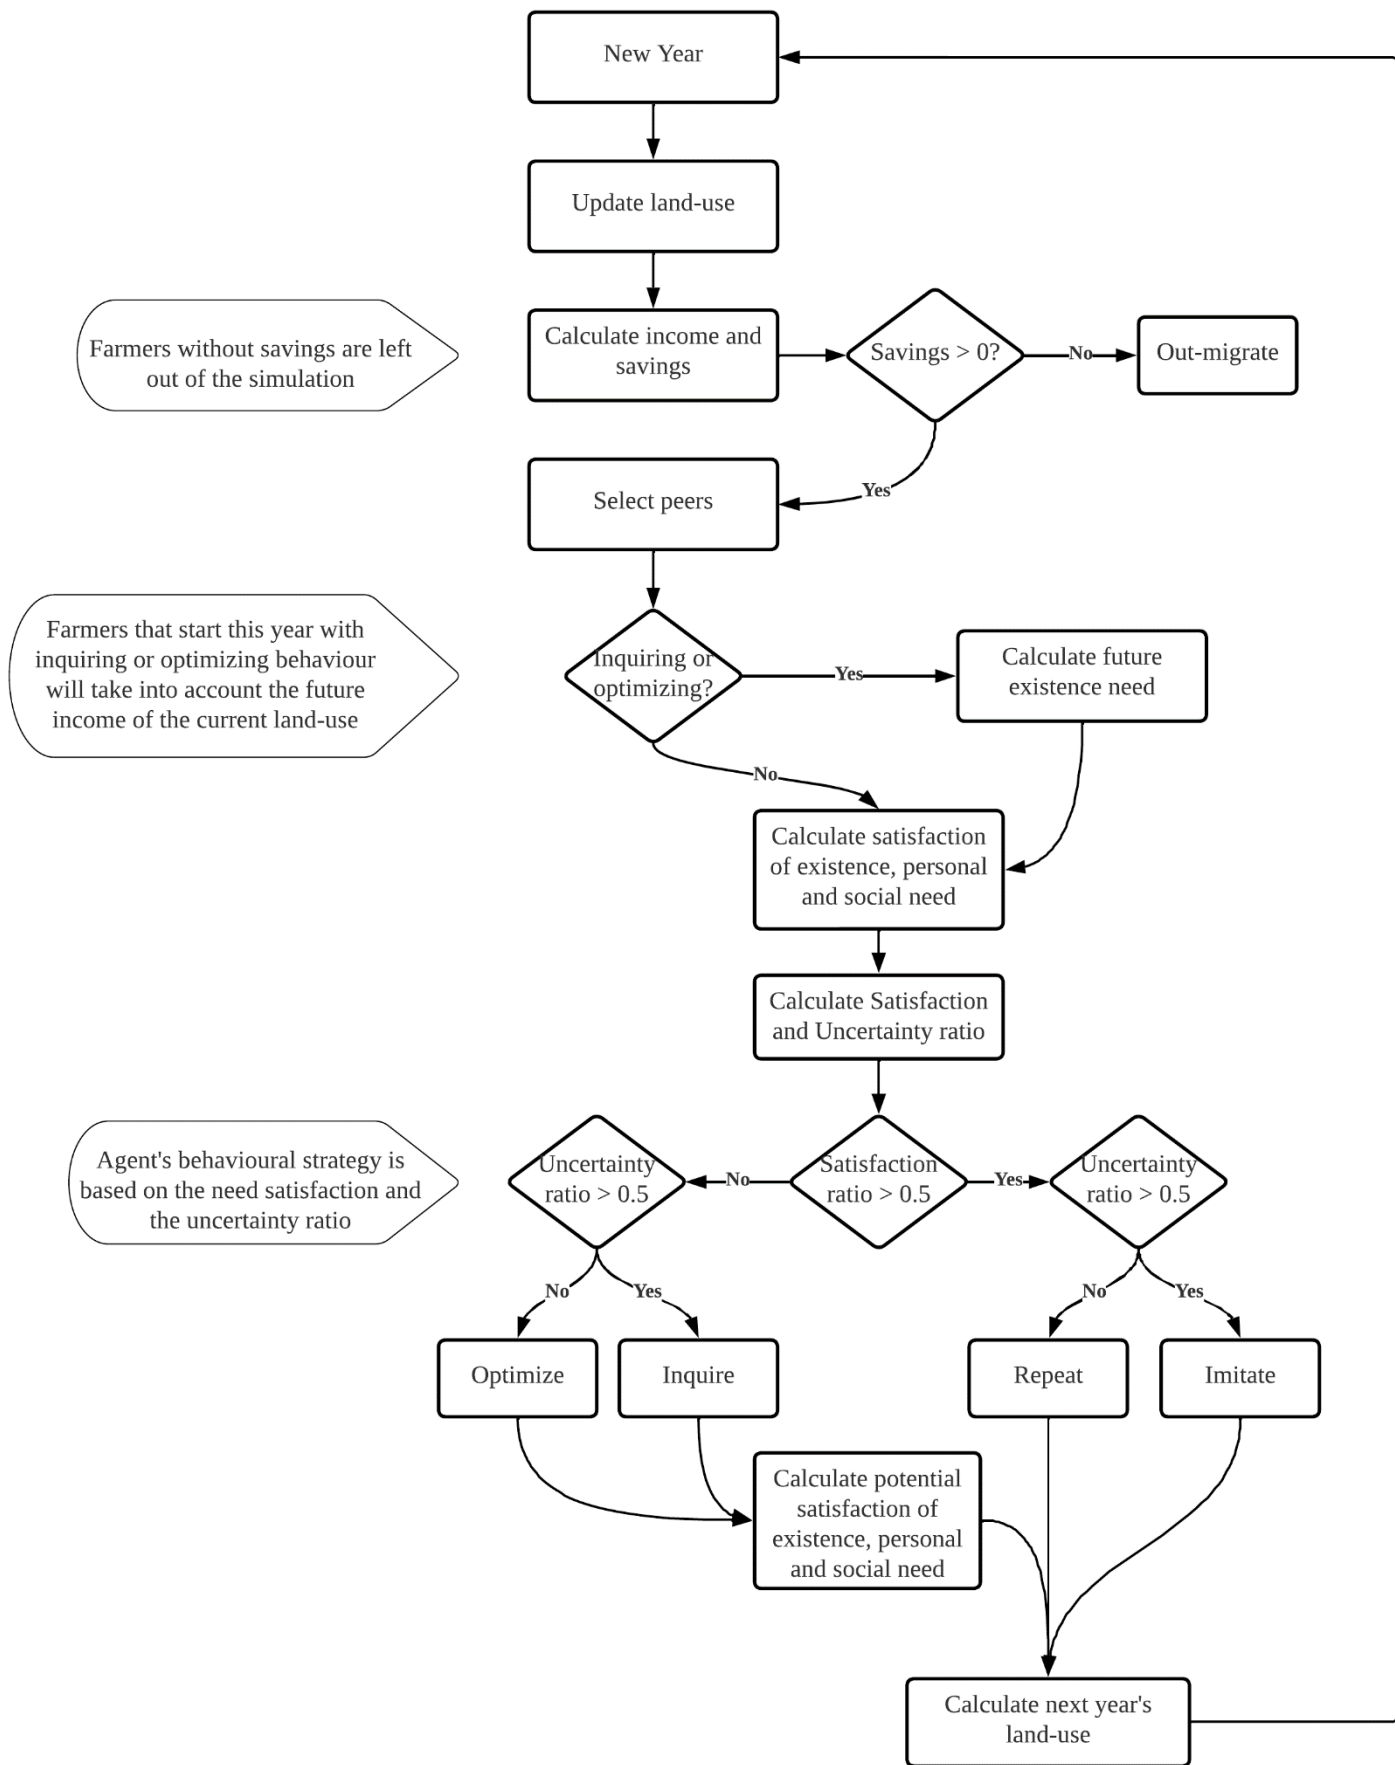 New Year
Update land-use
Farmers without savings are left
out of the simulation
Calculate income and
savings
Savings > 0?
No
Out-migrate
Yes
Select peers
Farmers that start this year with
inquiring or optimizing behaviour
will take into account the future
income of the current land-use
Inquiring or
optimizing?
Yes
Calculate future
existence need
No
Calculate satisfaction
of existence, personal
and social need
Calculate Satisfaction
and Uncertainty ratio
Agent's behavioural strategy is
based on the need satisfaction and
the uncertainty ratio
Uncertainty
ratio > 0.5
No
Satisfaction
ratio > 0.5
Yes
Uncertainty
ratio > 0.5
No
Yes
No
Yes
Optimize
Inquire
Repeat
Imitate
Calculate potential
satisfaction of
existence, personal
and social need
Calculate next year's
land-use